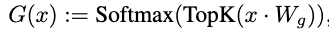 G(x) := Softmax(TopK(x · W_g)),